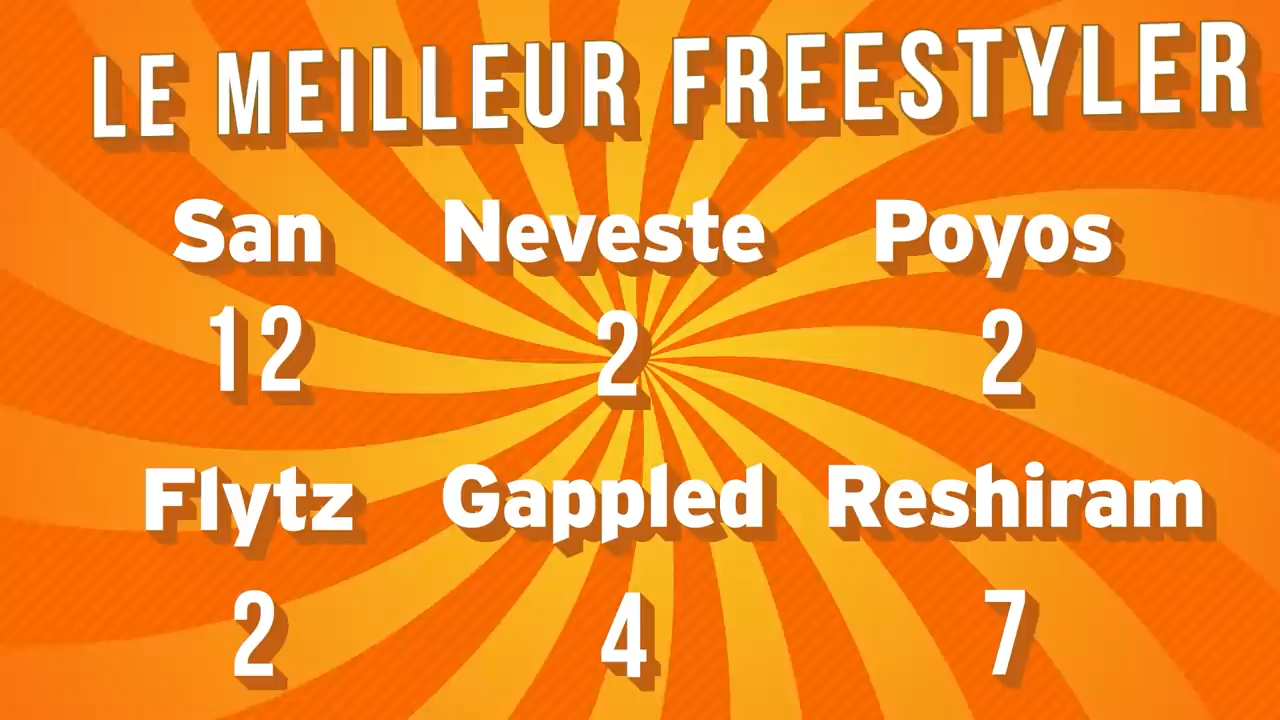 LE MEILLEUR FREESTYLER
San Neveste Poyos
12 2 2
Flytz Gappled Reshiram
2 4 7